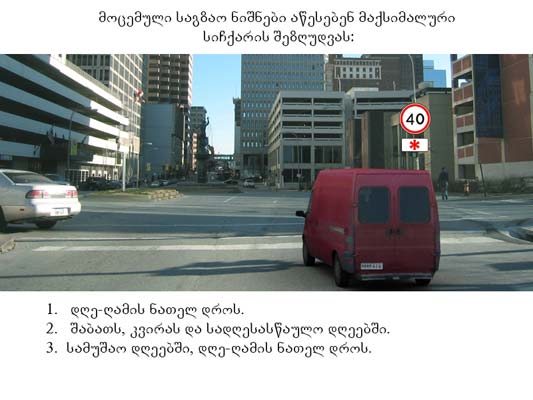 მოცემული საგზაო ნიშნები აწესებენ მაქსიმალური
სიჩქარის შეზღუდვას:
40
1. დღე-ღამის ნათელ დროს.
2. შაბათს, კვირას და სადღესასწაულო დღეებში.
3. სამუშაო დღეებში, დღე-ღამის ნათელ დროს.